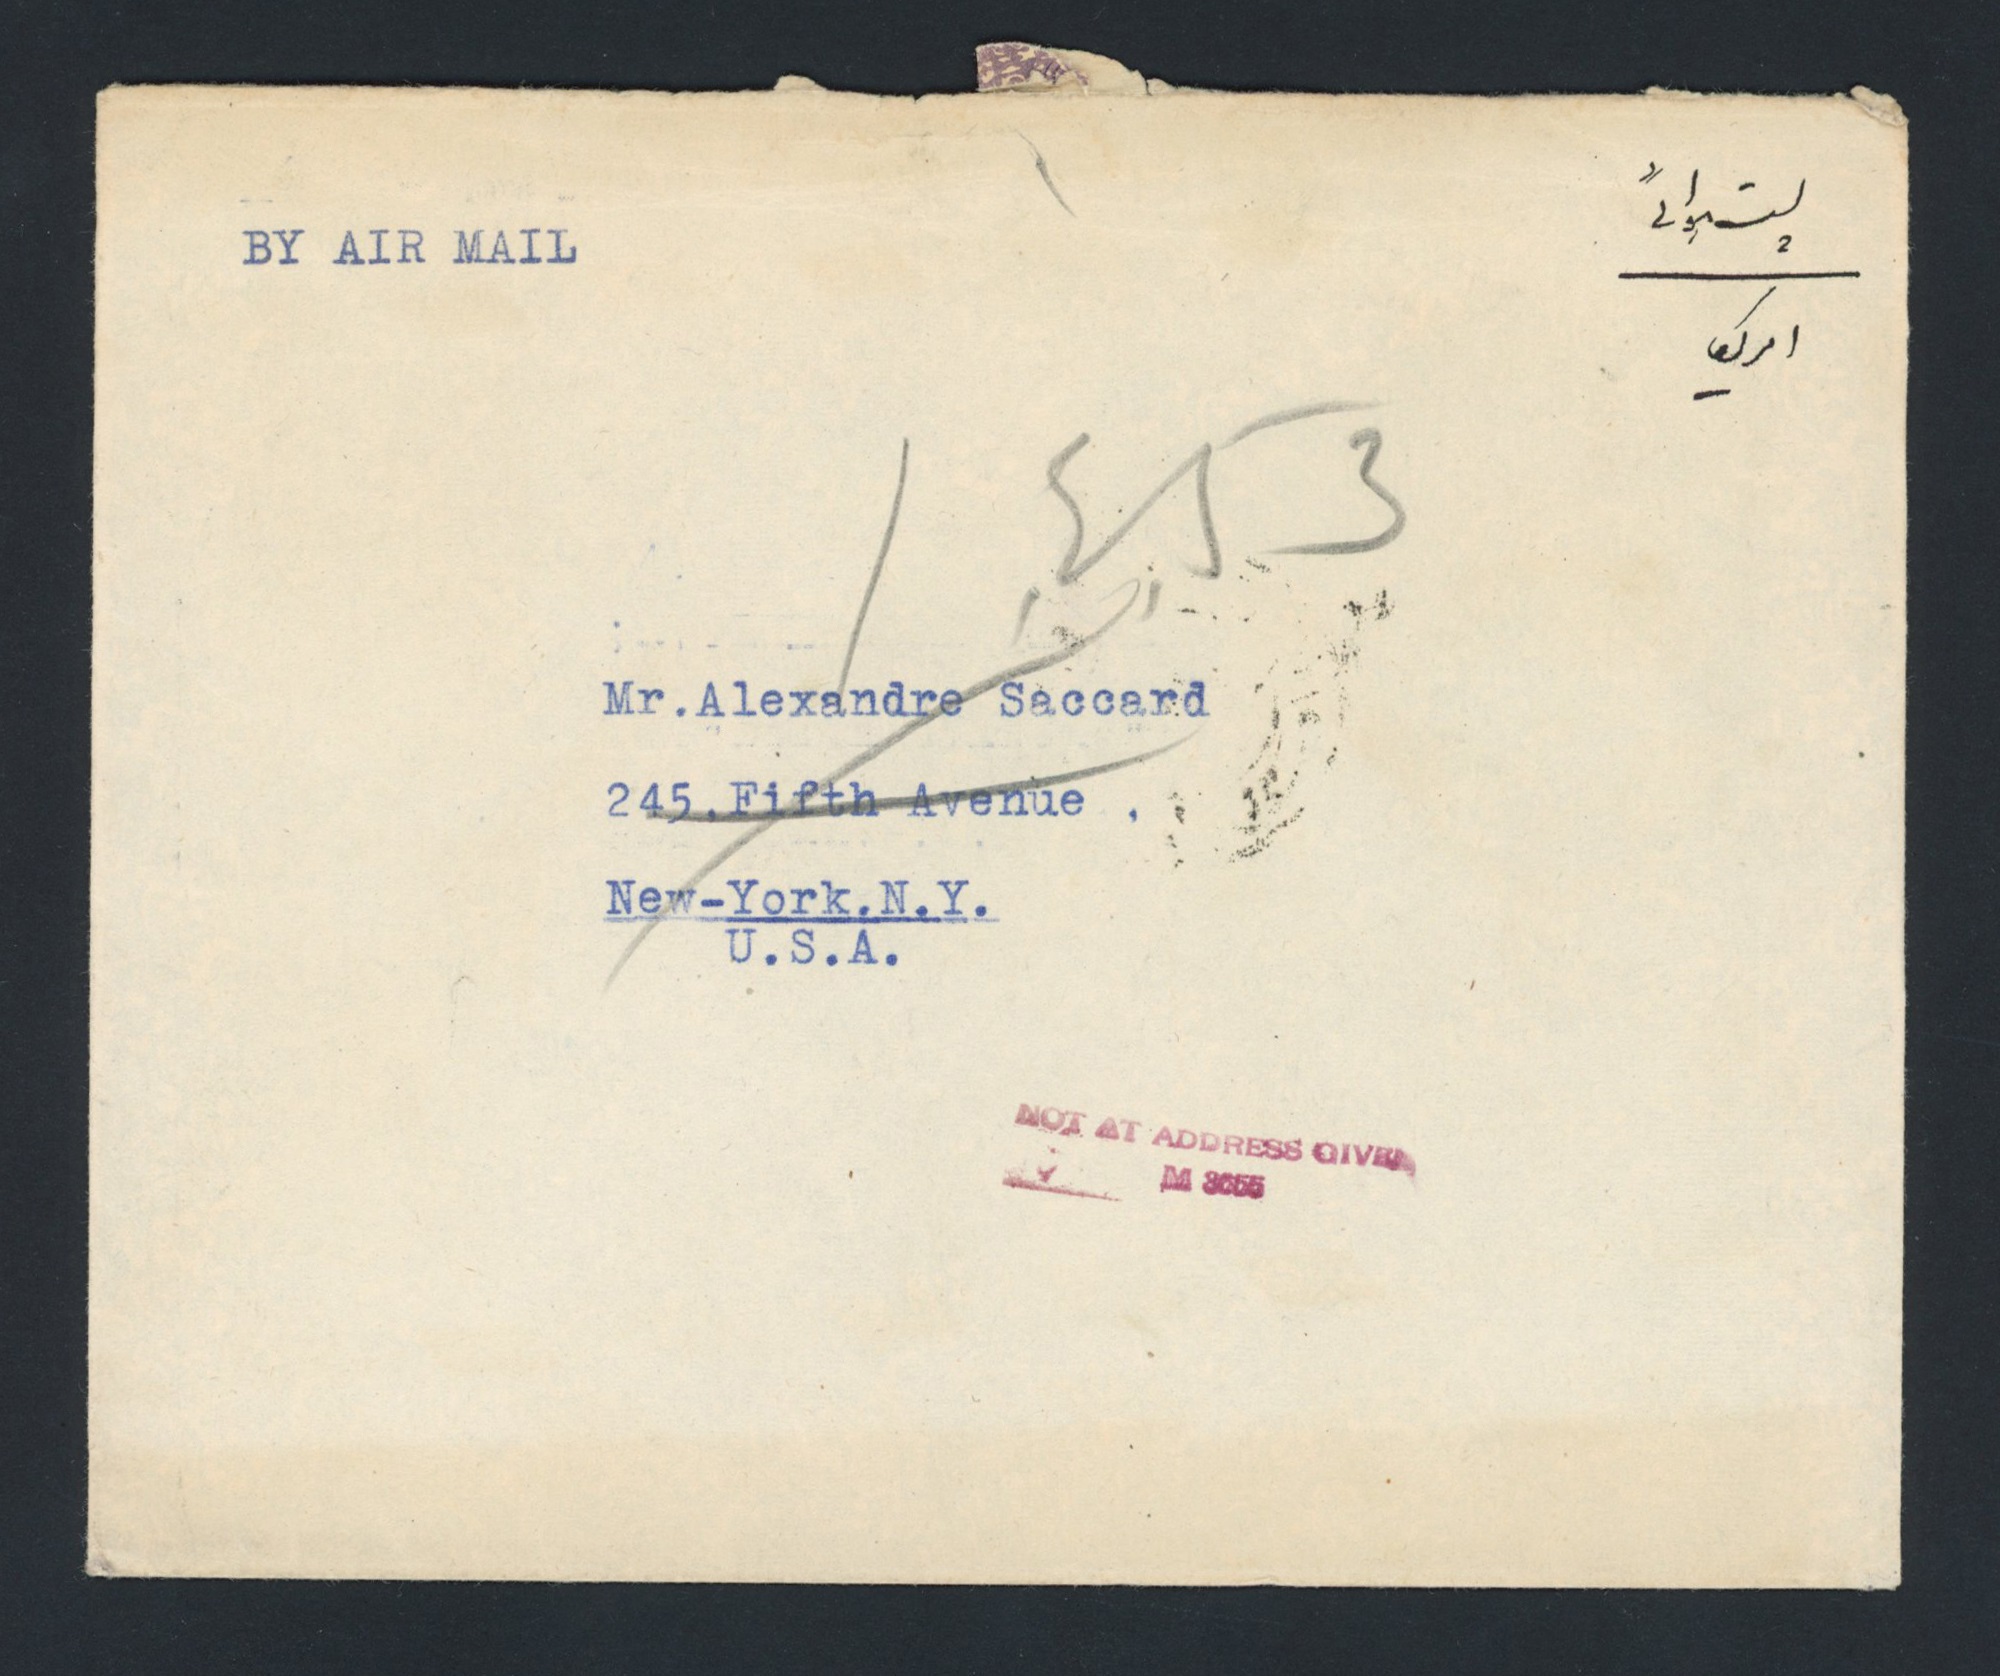 BY AIR MAIL
پست هوائی
امریکا
1453
Mr.Alexandre Saccard
245,Fifth Avenue ,
New-York.N.Y.
U.S.A.
NOT AT ADDRESS GIVEN
M 3655